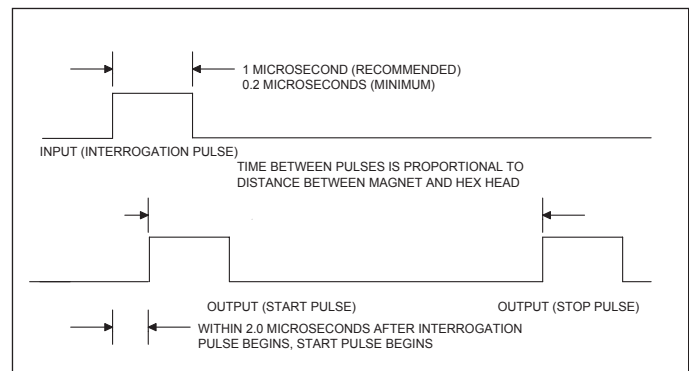 1 MICROSECOND (RECOMMENDED)
0.2 MICROSECONDS (MINIMUM)
INPUT (INTERROGATION PULSE)
TIME BETWEEN PULSES IS PROPORTIONAL TO
DISTANCE BETWEEN MAGNET AND HEX HEAD
OUTPUT (START PULSE)
OUTPUT (STOP PULSE)
WITHIN 2.0 MICROSECONDS AFTER INTERROGATION
PULSE BEGINS, START PULSE BEGINS